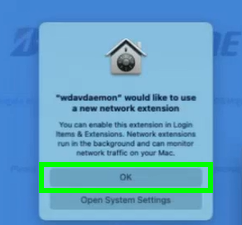 "wdavdaemon" would like to use
a new network extension
You can enable this extension in Login
Items & Extensions. Network extensions
run in the background and can monitor
network traffic on your Mac.
OK
Open System Settings